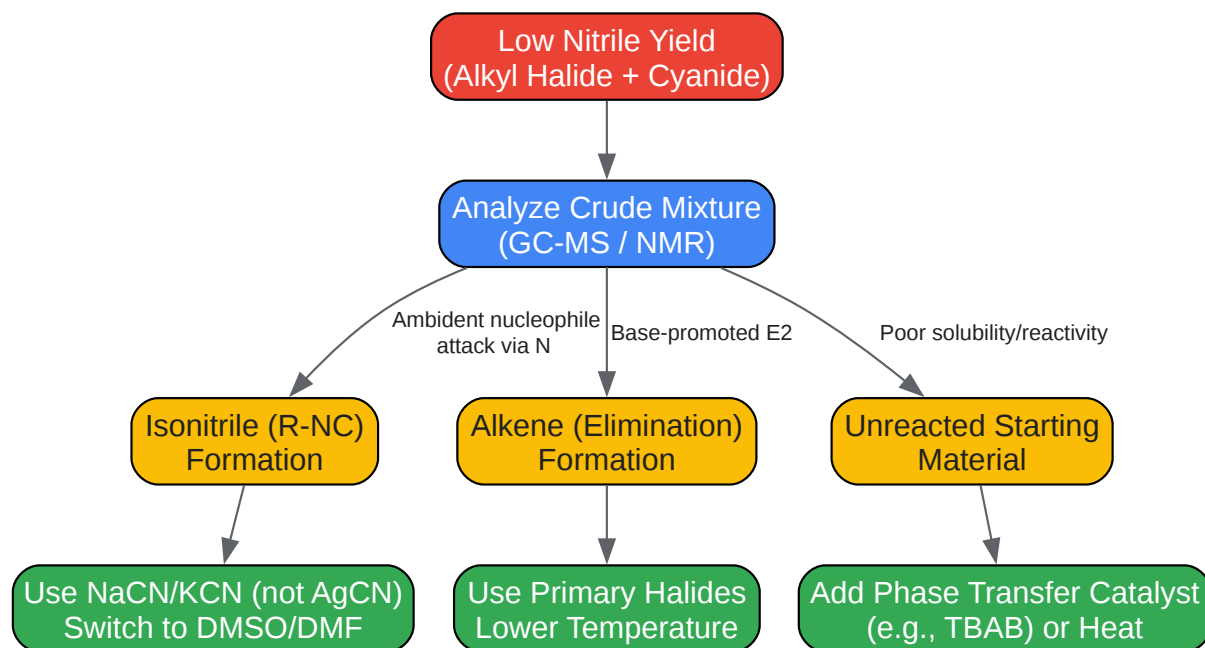 Low Nitrile Yield
(Alkyl Halide + Cyanide)
Analyze Crude Mixture
(GC-MS / NMR)
Ambident nucleophile
attack via N
Base-promoted E2
Poor solubility/reactivity
Isonitrile (R-NC)
Formation
Alkene (Elimination)
Formation
Unreacted Starting
Material
Use NaCN/KCN (not AgCN)
Switch to DMSO/DMF
Use Primary Halides
Lower Temperature
Add Phase Transfer Catalyst
(e.g., TBAB) or Heat